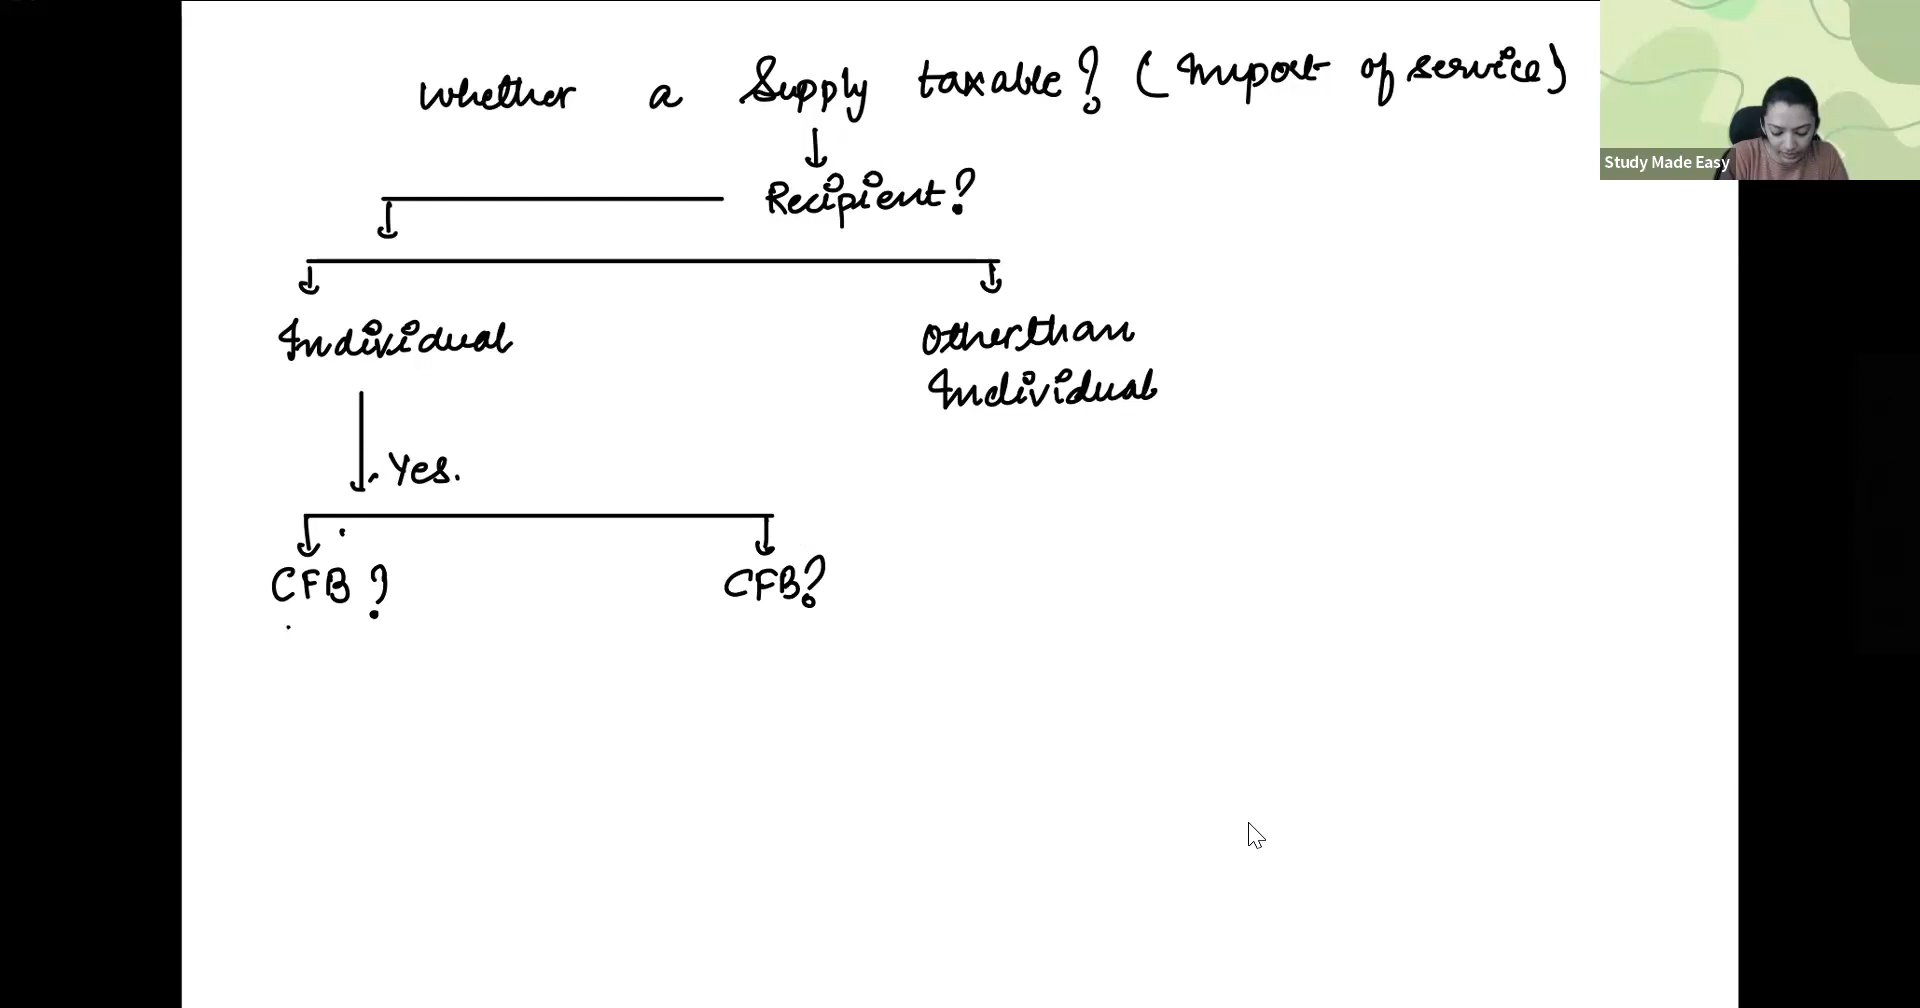 Whether a Supply taxable? (Import of service)
Study Made Easy
Recipient?
Individual
Otherthan
Individual
Yes.
CFB ?
CFB?